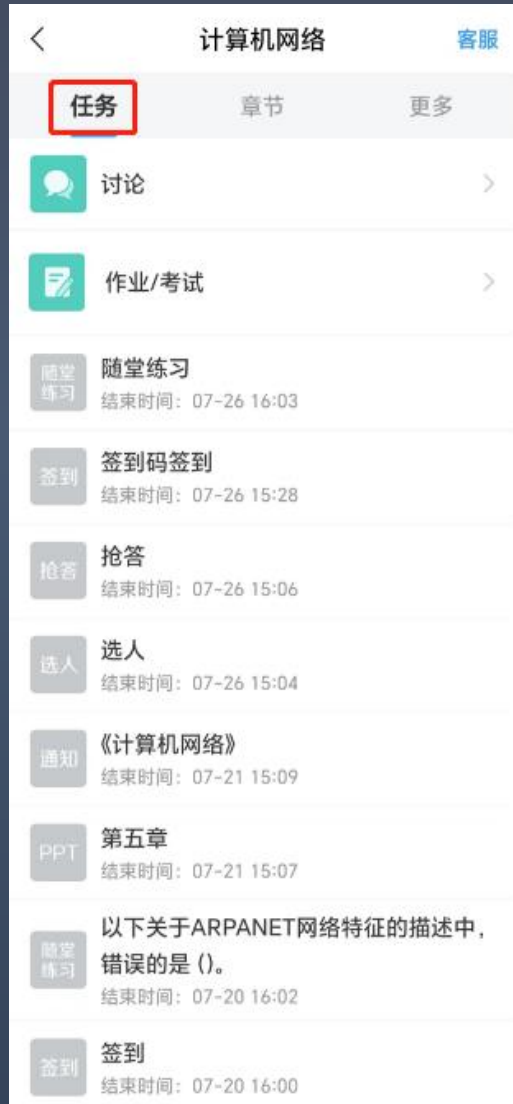 计算机网络
客服
任务
章节
更多
讨论
作业/考试
随堂
练习
随堂练习
结束时间：07-26 16:03
签到
签到码签到
结束时间：07-26 15:28
抢答
抢答
结束时间：07-26 15:06
选人
选人
结束时间：07-26 15:04
通知
《计算机网络》
结束时间：07-21 15:09
PPT
第五章
结束时间：07-21 15:07
随堂
练习
以下关于ARPANET网络特征的描述中，
错误的是 ()。
结束时间：07-20 16:02
签到
签到
结束时间：07-20 16:00